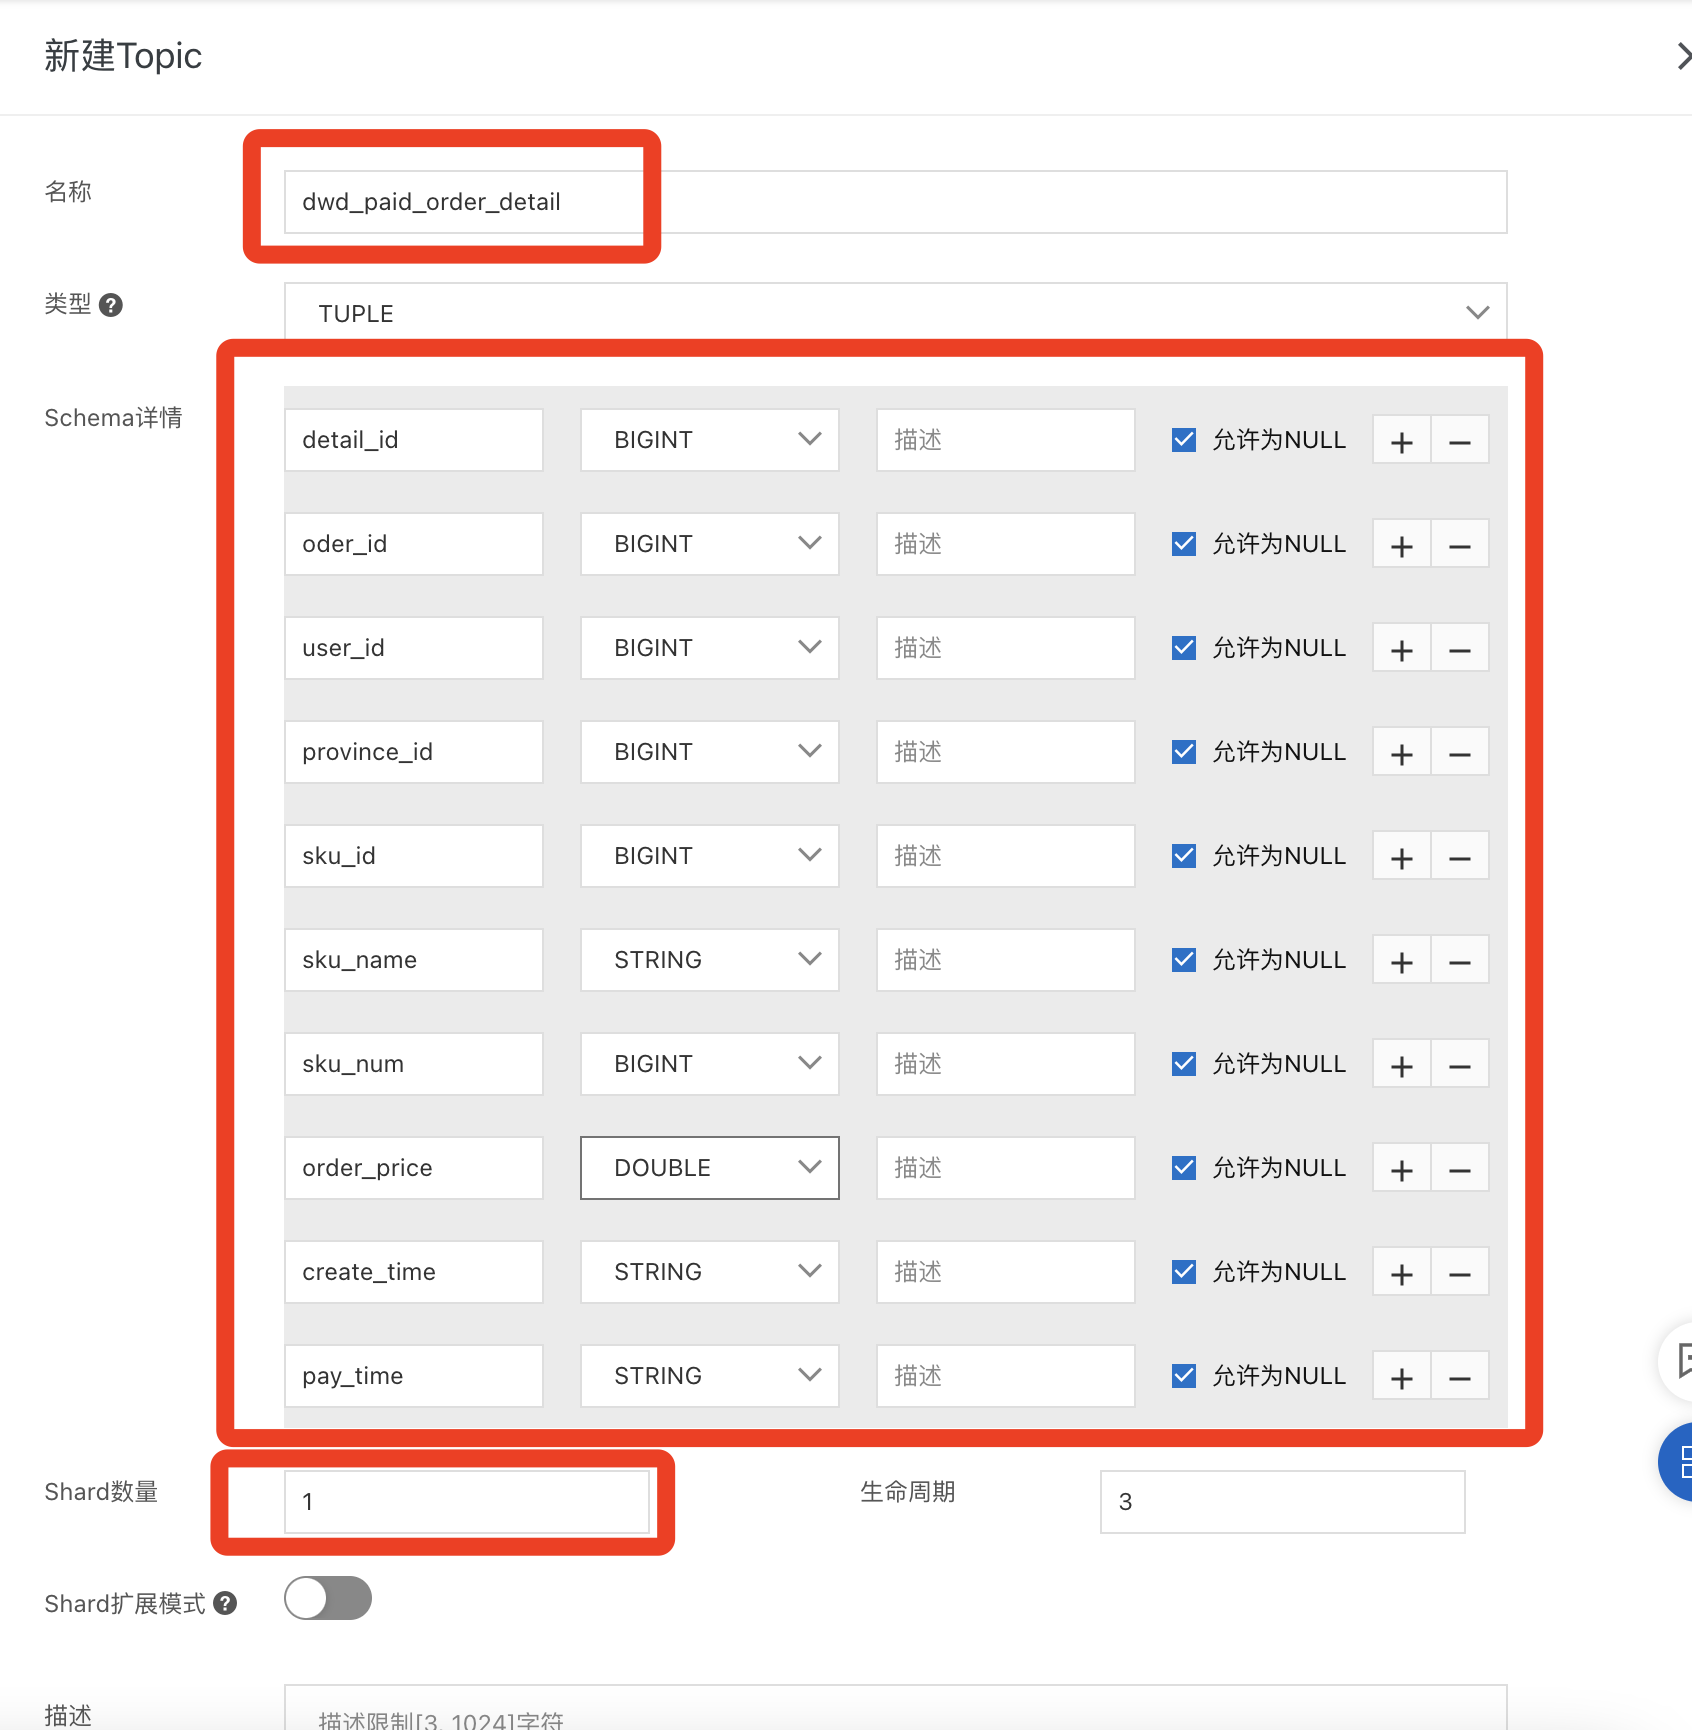 新建Topic
名称
dwd_paid_order_detail
类型 ?
TUPLE
Schema详情
detail_id BIGINT 描述 允许为NULL + −
oder_id BIGINT 描述 允许为NULL + −
user_id BIGINT 描述 允许为NULL + −
province_id BIGINT 描述 允许为NULL + −
sku_id BIGINT 描述 允许为NULL + −
sku_name STRING 描述 允许为NULL + −
sku_num BIGINT 描述 允许为NULL + −
order_price DOUBLE 描述 允许为NULL + −
create_time STRING 描述 允许为NULL + −
pay_time STRING 描述 允许为NULL + −
Shard数量 1 生命周期 3
Shard扩展模式 ?
描述
描述限制[3, 1024]字符